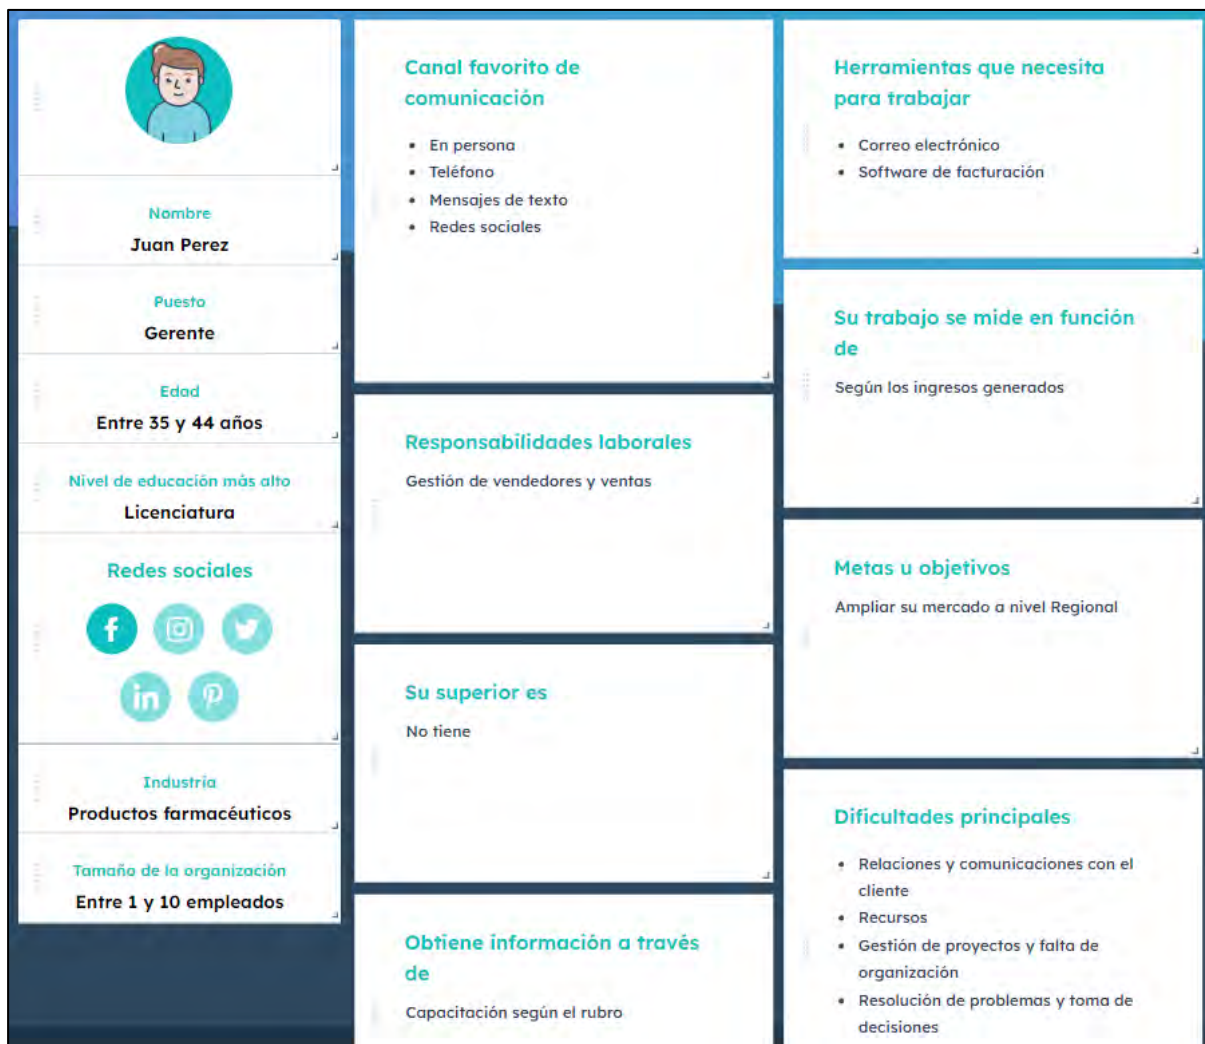 Nombre
Juan Perez
Puesto
Gerente
Edad
Entre 35 y 44 años
Nivel de educación más alto
Licenciatura
Redes sociales
f
in
Industria
Productos farmacéuticos
Tamaño de la organización
Entre 1 y 10 empleados
Canal favorito de
comunicación
• En persona
• Teléfono
• Mensajes de texto
• Redes sociales
Responsabilidades laborales
Gestión de vendedores y ventas
Su superior es
No tiene
Obtiene información a través
de
Capacitación según el rubro
Herramientas que necesita
para trabajar
• Correo electrónico
• Software de facturación
Su trabajo se mide en función
de
Según los ingresos generados
Metas u objetivos
Ampliar su mercado a nivel Regional
Dificultades principales
• Relaciones y comunicaciones con el
cliente
• Recursos
• Gestión de proyectos y falta de
organización
• Resolución de problemas y toma de
decisiones